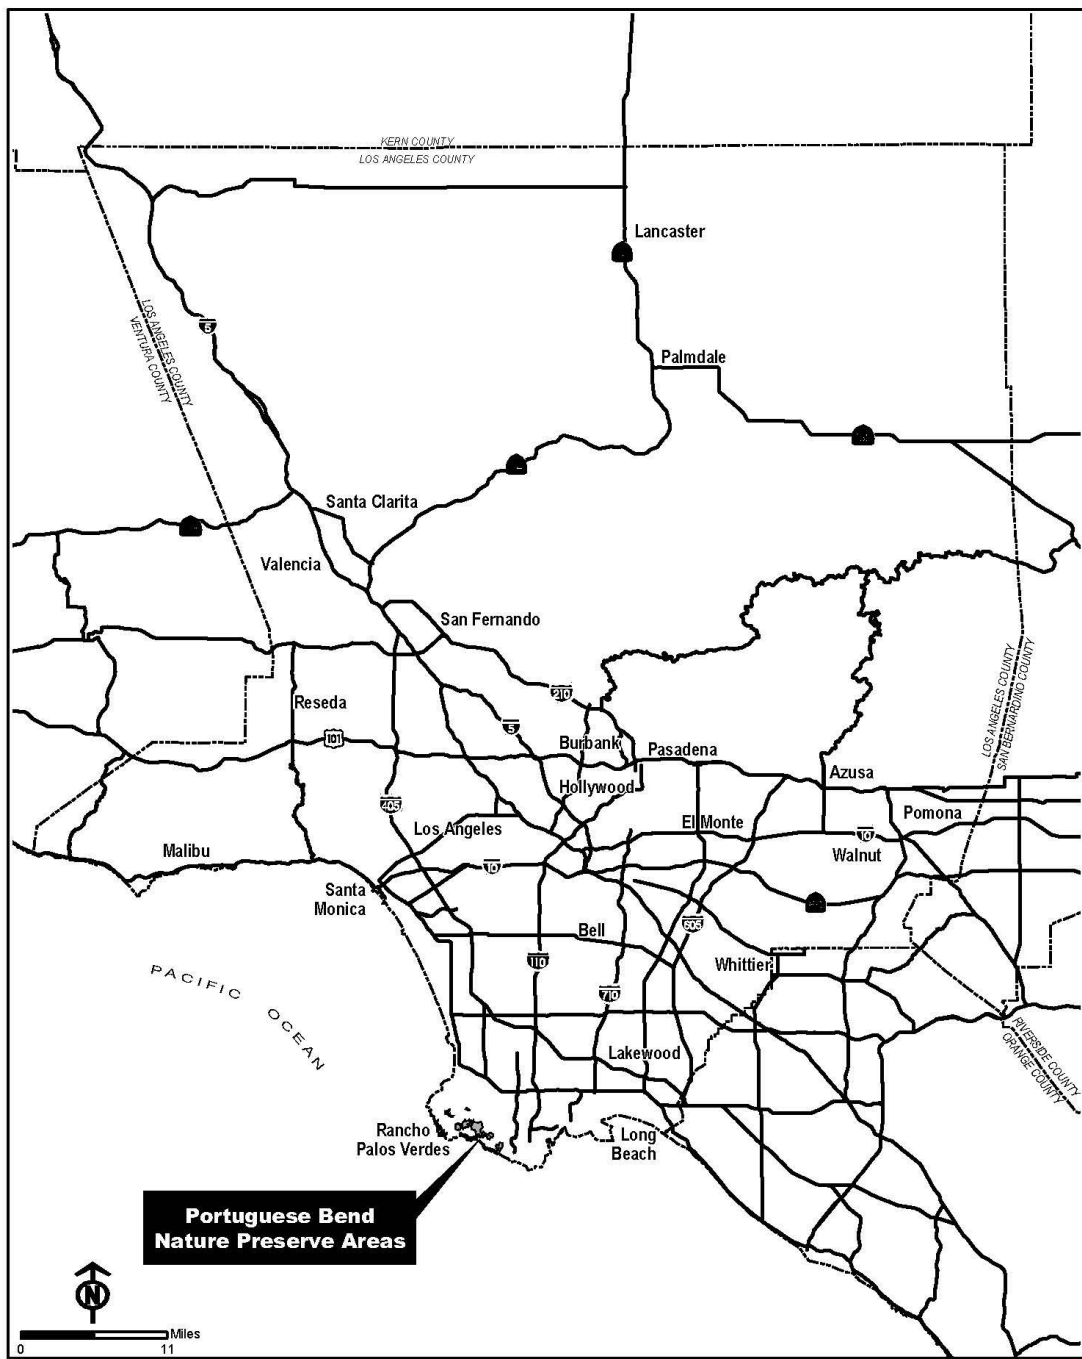 KERN COUNTY
LOS ANGELES COUNTY
Lancaster
LOS ANGELES COUNTY
VENTURA COUNTY
5
Palmdale
Santa Clarita
Valencia
San Fernando
LOS ANGELES COUNTY
SAN BERNARDINO COUNTY
210
Reseda
5
101
Burbank
Pasadena
Azusa
Hollywood
405
Los Angeles
El Monte
Pomona
10
Malibu
Walnut
10
Santa
Monica
605
Bell
110
Whittier
710
PACIFIC OCEAN
Lakewood
RIVERSIDE COUNTY
ORANGE COUNTY
Rancho
Palos Verdes
Long
Beach
Portuguese Bend
Nature Preserve Areas
N
Miles
0 11